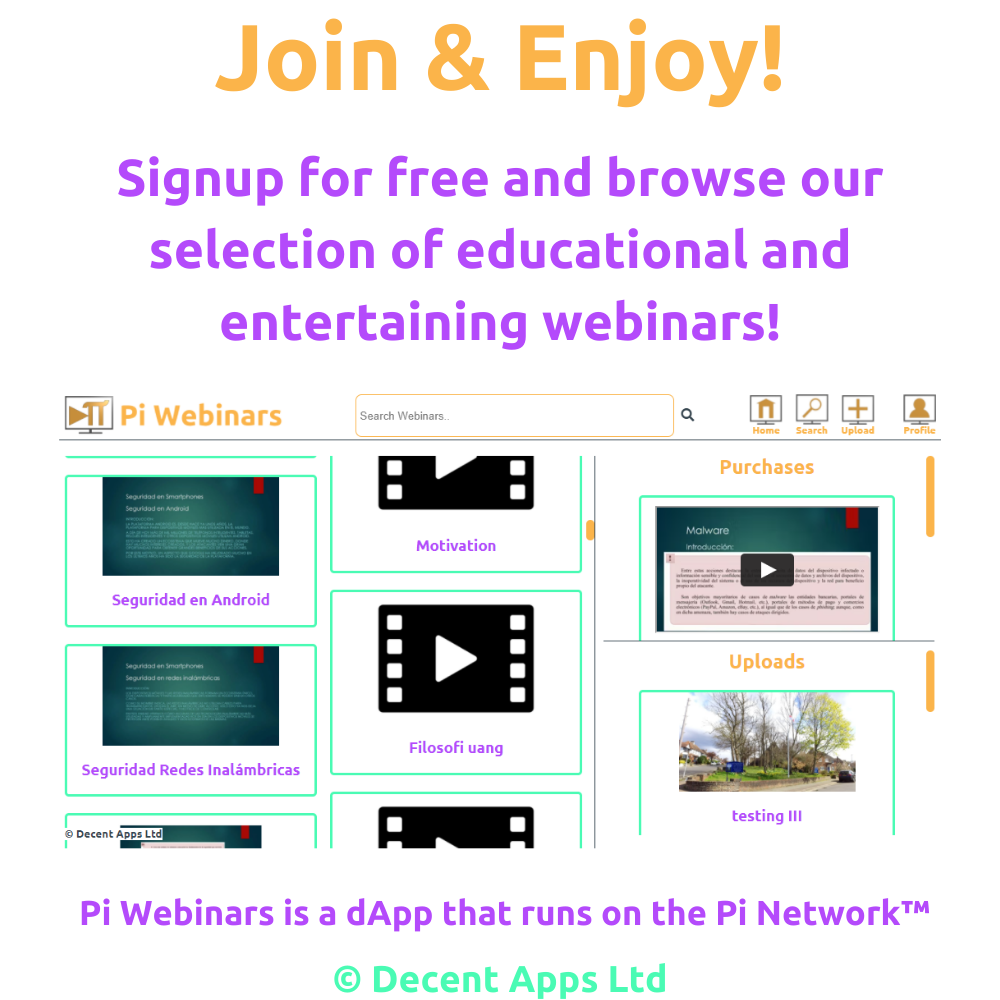 Join & Enjoy!
Signup for free and browse our
selection of educational and
entertaining webinars!
Pi Webinars
Search Webinars..
Home
Search
Upload
Profile
Seguridad en Smartphones
Seguridad en Android
Seguridad en Android
Seguridad en Smartphones
Seguridad en redes inalámbricas
Seguridad Redes Inalámbricas
© Decent Apps Ltd
Motivation
Filosofi uang
Purchases
Malware
Introducción:
Uploads
testing III
Pi Webinars is a dApp that runs on the Pi Network™
© Decent Apps Ltd